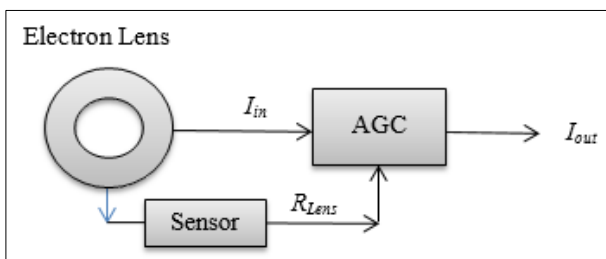 Electron Lens
I_in
AGC
I_out
R_Lens
Sensor